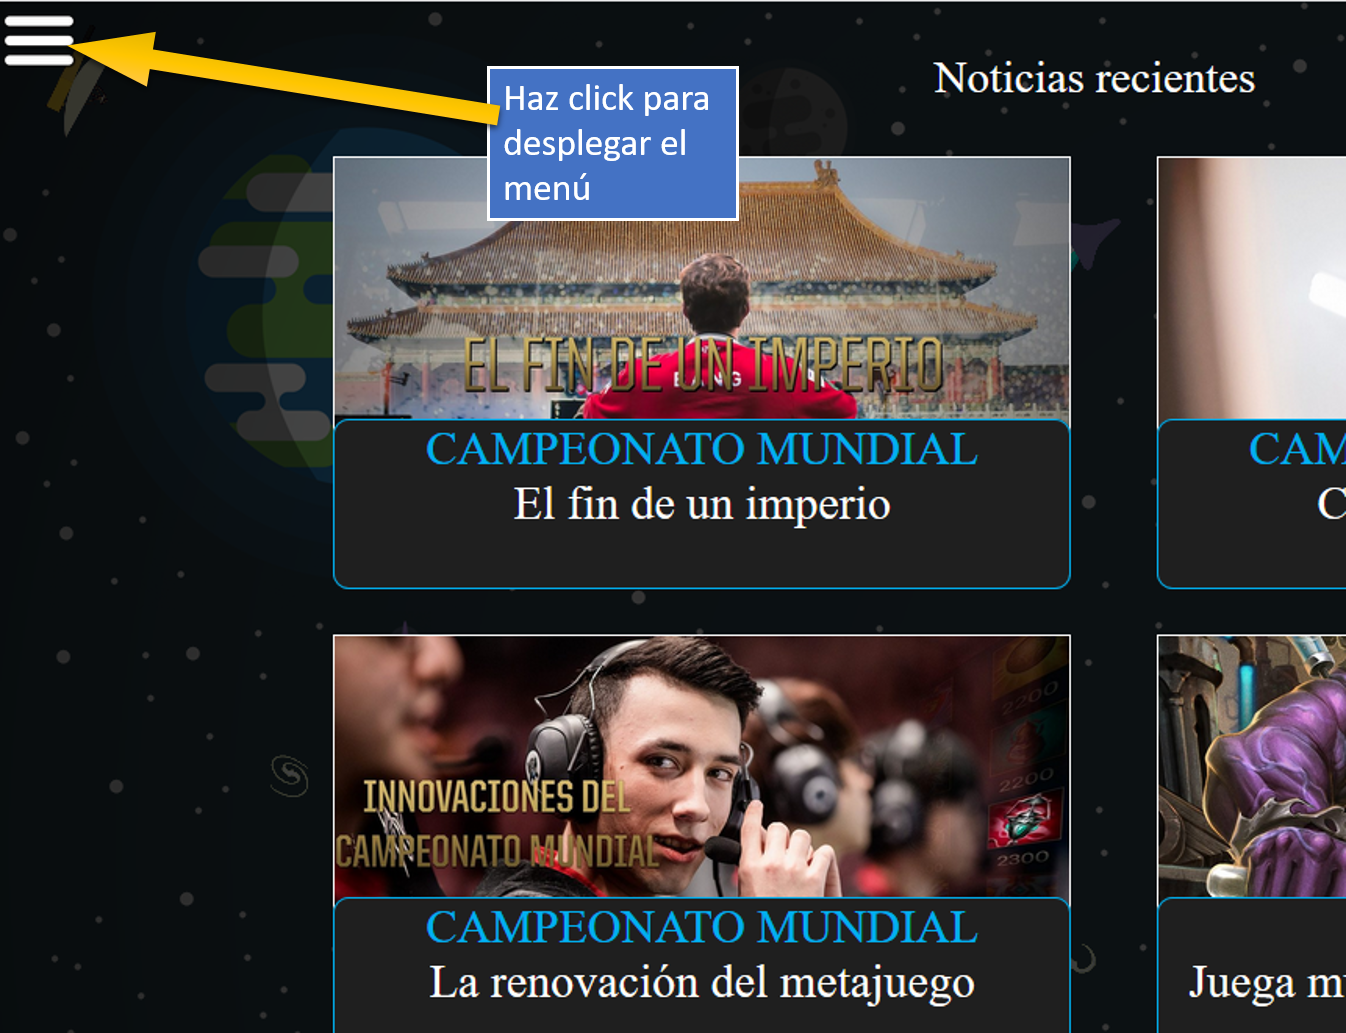 Noticias recientes
Haz click para
desplegar el
menú
BANG
EL FIN DE UN IMPERIO
CAMPEONATO MUNDIAL
El fin de un imperio
CAM
C
2200
2200
2300
INNOVACIONES DEL
CAMPEONATO MUNDIAL
CAMPEONATO MUNDIAL
La renovación del metajuego
Juega m